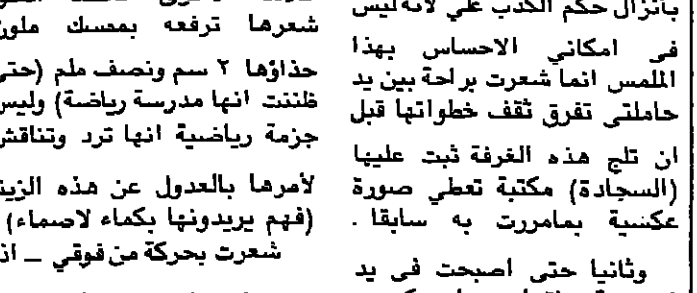 بانزال حكم الكذب علي لانه ليس
في امكاني الاحساس بهذا
الملمس انما شعرت براحة بين يد
حاملتي تفرق ثقف خطواتها قبل
ان تلج هذه الغرفة ثبت عليها
(السجادة) مكتبة تعطي صورة
عكسية بمامررت به سابقا .
وثانيا حتى اصبحت في يد
شعرها ترفعه بممسك ملور
حذاؤها ٢ سم ونصف ملم (حتى
ظننت انها مدرسة رياضة) وليس
جزمة رياضية انها ترد وتناقش
لأمرها بالعدول عن هذه الزين
(فهم يريدونها بكماء لاصماء)
شعرت بحركة من فوقي _ اذ